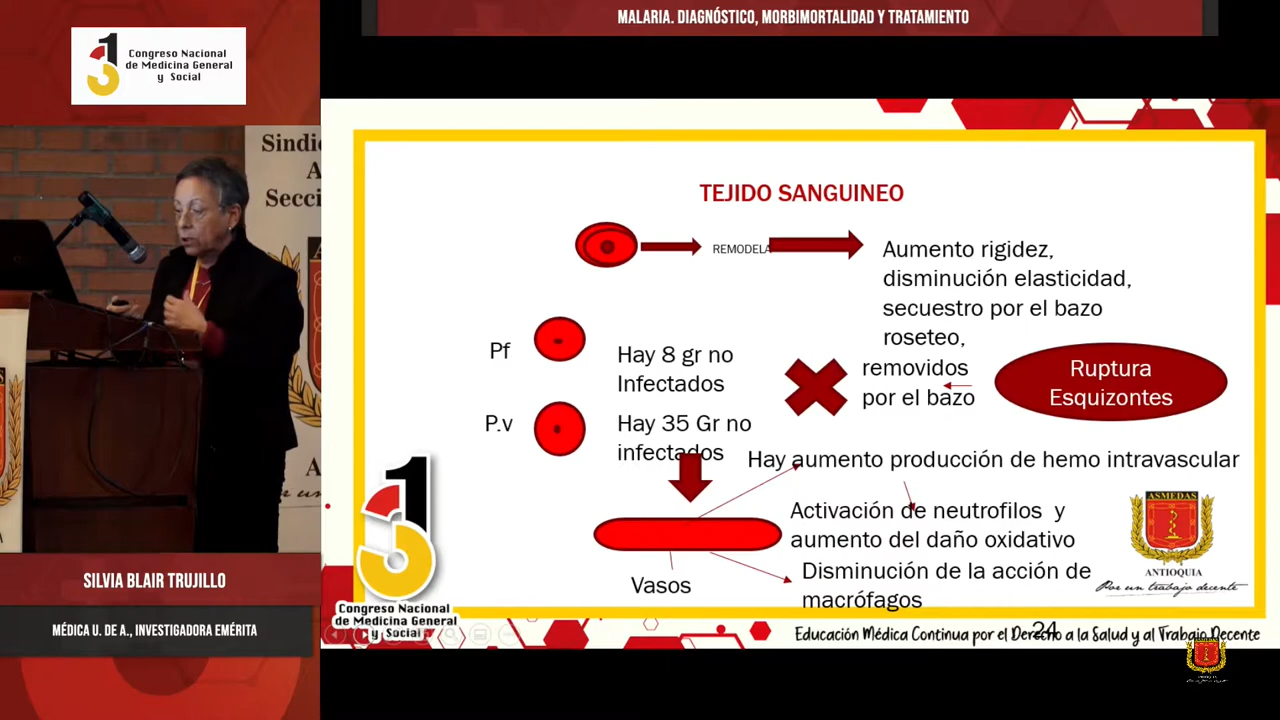 MALARIA. DIAGNÓSTICO, MORBIMORTALIDAD Y TRATAMIENTO
31
Congreso Nacional
de Medicina General
y Social
Sindic
A
Secci
TEJIDO SANGUINEO
REMODELA
Aumento rigidez,
disminución elasticidad,
secuestro por el bazo
roseteo,
removidos
por el bazo
Ruptura
Esquizontes
Pf
Hay 8 gr no
Infectados
P.v
Hay 35 Gr no
infectados
Hay aumento producción de hemo intravascular
Activación de neutrofilos y
aumento del daño oxidativo
Disminución de la acción de
macrófagos
Vasos
31
Congreso Nacional
de Medicina General
y Social
ASMEDAS
ANTIOQUIA
Por un trabajo decente
24
Educación Médica Continua por el Derecho a la Salud y al Trabajo Decente
SILVIA BLAIR TRUJILLO
MÉDICA U. DE A., INVESTIGADORA EMÉRITA